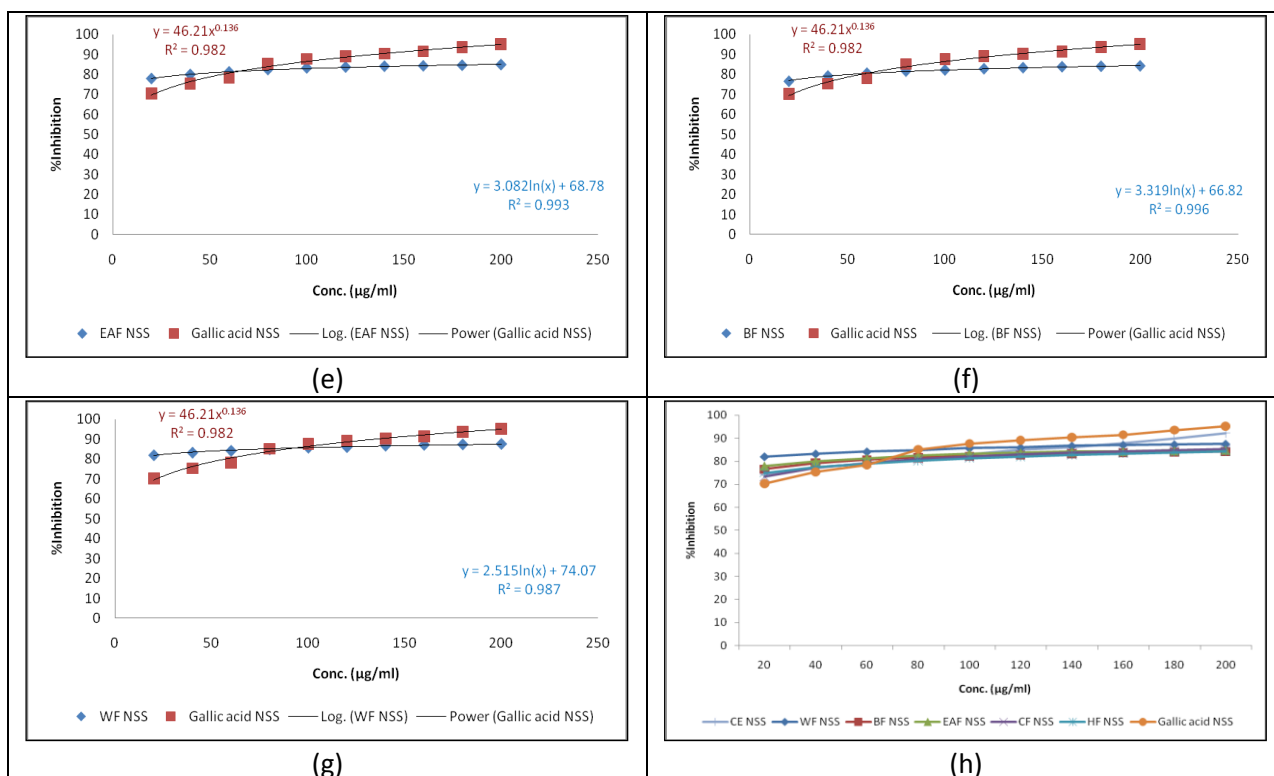 y = 46.21x^0.136
R² = 0.982
100
90
80
70
60
50
40
30
20
10
0
%Inhibition
y = 3.082ln(x) + 68.78
R² = 0.993
0 50 100 150 200 250
Conc. (µg/ml)
EAF NSS Gallic acid NSS Log. (EAF NSS) Power (Gallic acid NSS)
(e)
y = 46.21x^0.136
R² = 0.982
100
90
80
70
60
50
40
30
20
10
0
%Inhibition
y = 3.319ln(x) + 66.82
R² = 0.996
0 50 100 150 200 250
Conc. (µg/ml)
BF NSS Gallic acid NSS Log. (BF NSS) Power (Gallic acid NSS)
(f)
y = 46.21x^0.136
R² = 0.982
100
90
80
70
60
50
40
30
20
10
0
%Inhibition
y = 2.515ln(x) + 74.07
R² = 0.987
0 50 100 150 200 250
Conc. (µg/ml)
WF NSS Gallic acid NSS Log. (WF NSS) Power (Gallic acid NSS)
(g)
100
90
80
70
60
50
40
30
20
10
0
%Inhibition
20 40 60 80 100 120 140 160 180 200
Conc. (µg/ml)
CE NSS WF NSS BF NSS EAF NSS CF NSS HF NSS Gallic acid NSS
(h)